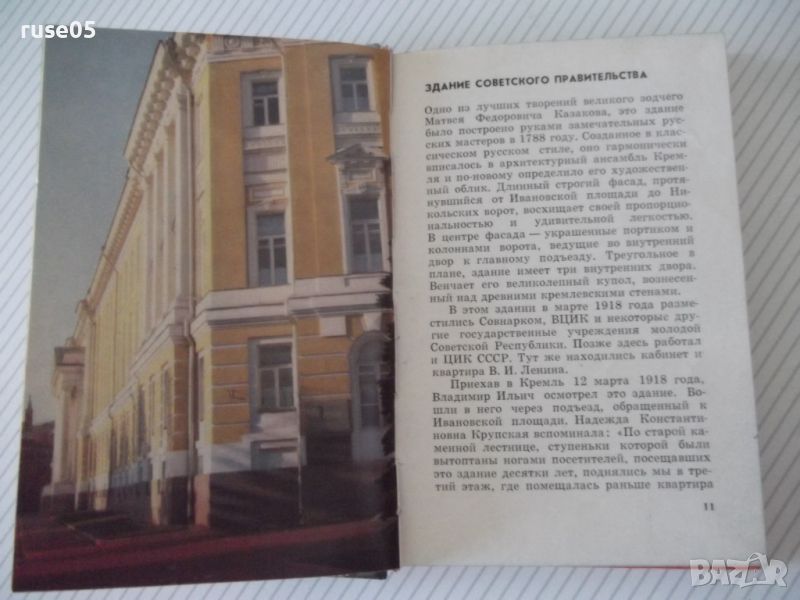 ruse05
ЗДАНИЕ СОВЕТСКОГО ПРАВИТЕЛЬСТВА
Одно из лучших творений великого зодчего
Матвея Федоровича Казакова, это здание
было построено руками замечательных рус-
ских мастеров в 1788 году. Созданное в клас-
сическом русском стиле, оно гармонически
вписалось в архитектурный ансамбль Крем-
ля и по-новому определило его художествен-
ный облик. Длинный строгий фасад, протя-
нувшийся от Ивановской площади до Ни-
кольских ворот, восхищает своей пропорцио-
нальностью и удивительной легкостью.
В центре фасада — украшенные портиком и
колоннами ворота, ведущие во внутренний
двор к главному подъезду. Треугольное в
плане, здание имеет три внутренних двора.
Венчает его великолепный купол, вознесен-
ный над древними кремлевскими стенами.
В этом здании в марте 1918 года разме-
стились Совнарком, ВЦИК и некоторые дру-
гие государственные учреждения молодой
Советской Республики. Позже здесь работал
и ЦИК СССР. Тут же находились кабинет и
квартира В. И. Ленина.
Приехав в Кремль 12 марта 1918 года,
Владимир Ильич осмотрел это здание. Во-
шли в него через подъезд, обращенный к
Ивановской площади. Надежда Константи-
новна Крупская вспоминала: «По старой ка-
менной лестнице, ступеньки которой были
вытоптаны ногами посетителей, посещавших
это здание десятки лет, поднялись мы в тре-
тий этаж, где помещалась раньше квартира
11
BAZAR